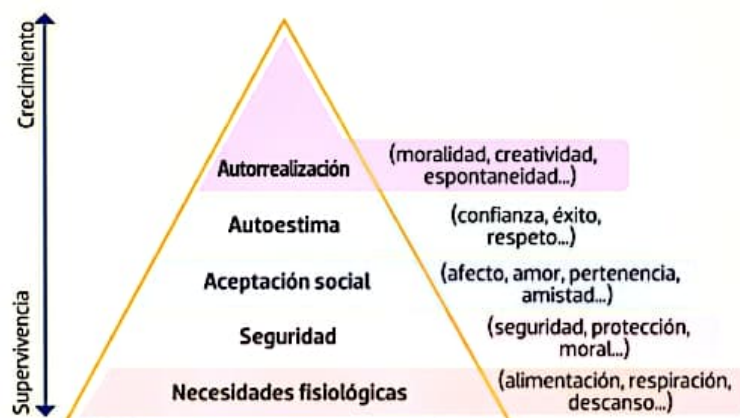 Crecimiento
Supervivencia
Autorrealización
(moralidad, creatividad,
espontaneidad...)
Autoestima
(confianza, éxito,
respeto...)
Aceptación social
(afecto, amor, pertenencia,
amistad...)
Seguridad
(seguridad, protección,
moral...)
Necesidades fisiológicas
(alimentación, respiración,
descanso...)